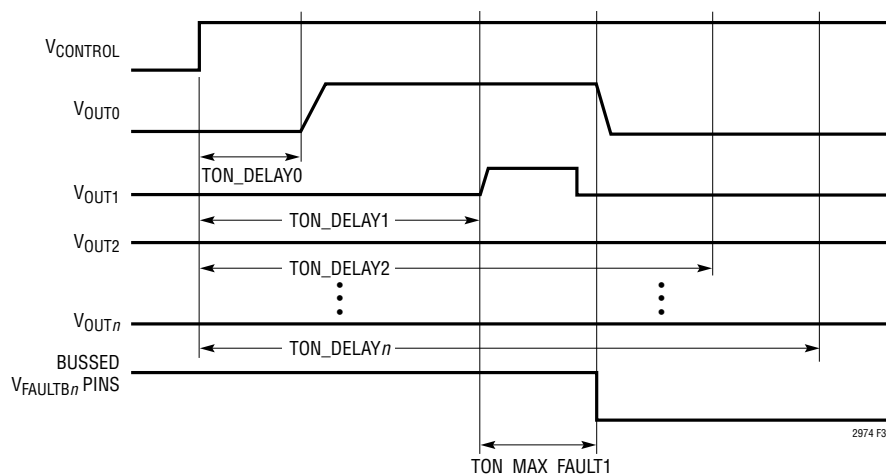 VCONTROL
VOUT0
TON_DELAY0
VOUT1
TON_DELAY1
VOUT2
TON_DELAY2
VOUTn
TON_DELAYn
BUSSED
VFAULTBn PINS
2974 F3
TON_MAX_FAULT1